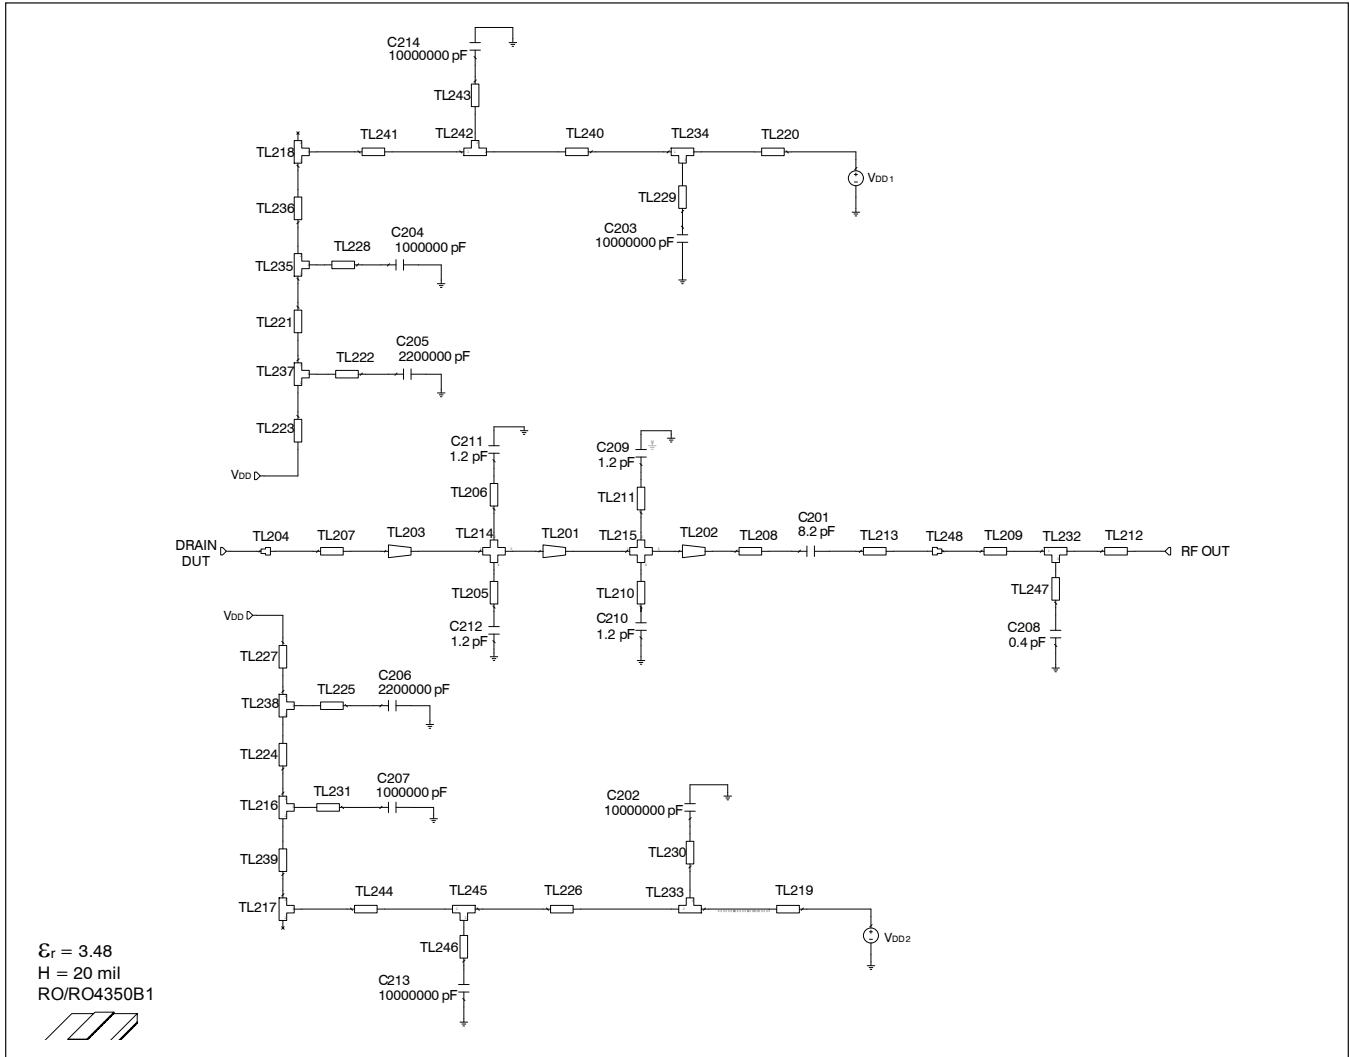 C214
10000000 pF
TL243
TL218
TL241
TL242
TL240
TL234
TL220
VDD1
TL236
TL229
C203
10000000 pF
C204
1000000 pF
TL228
TL235
TL221
C205
2200000 pF
TL222
TL237
TL223
VDD
C211
1.2 pF
C209
1.2 pF
TL206
TL211
DRAIN
DUT
TL204
TL207
TL203
TL214
TL201
TL215
TL202
TL208
C201
8.2 pF
TL213
TL248
TL209
TL232
TL212
RF OUT
TL205
TL210
TL247
C212
1.2 pF
C210
1.2 pF
C208
0.4 pF
VDD
TL227
C206
2200000 pF
TL225
TL238
TL224
C207
1000000 pF
TL231
TL216
C202
10000000 pF
TL239
TL230
TL217
TL244
TL245
TL226
TL233
TL219
VDD2
TL246
C213
10000000 pF
Ɛr = 3.48
H = 20 mil
RO/RO4350B1